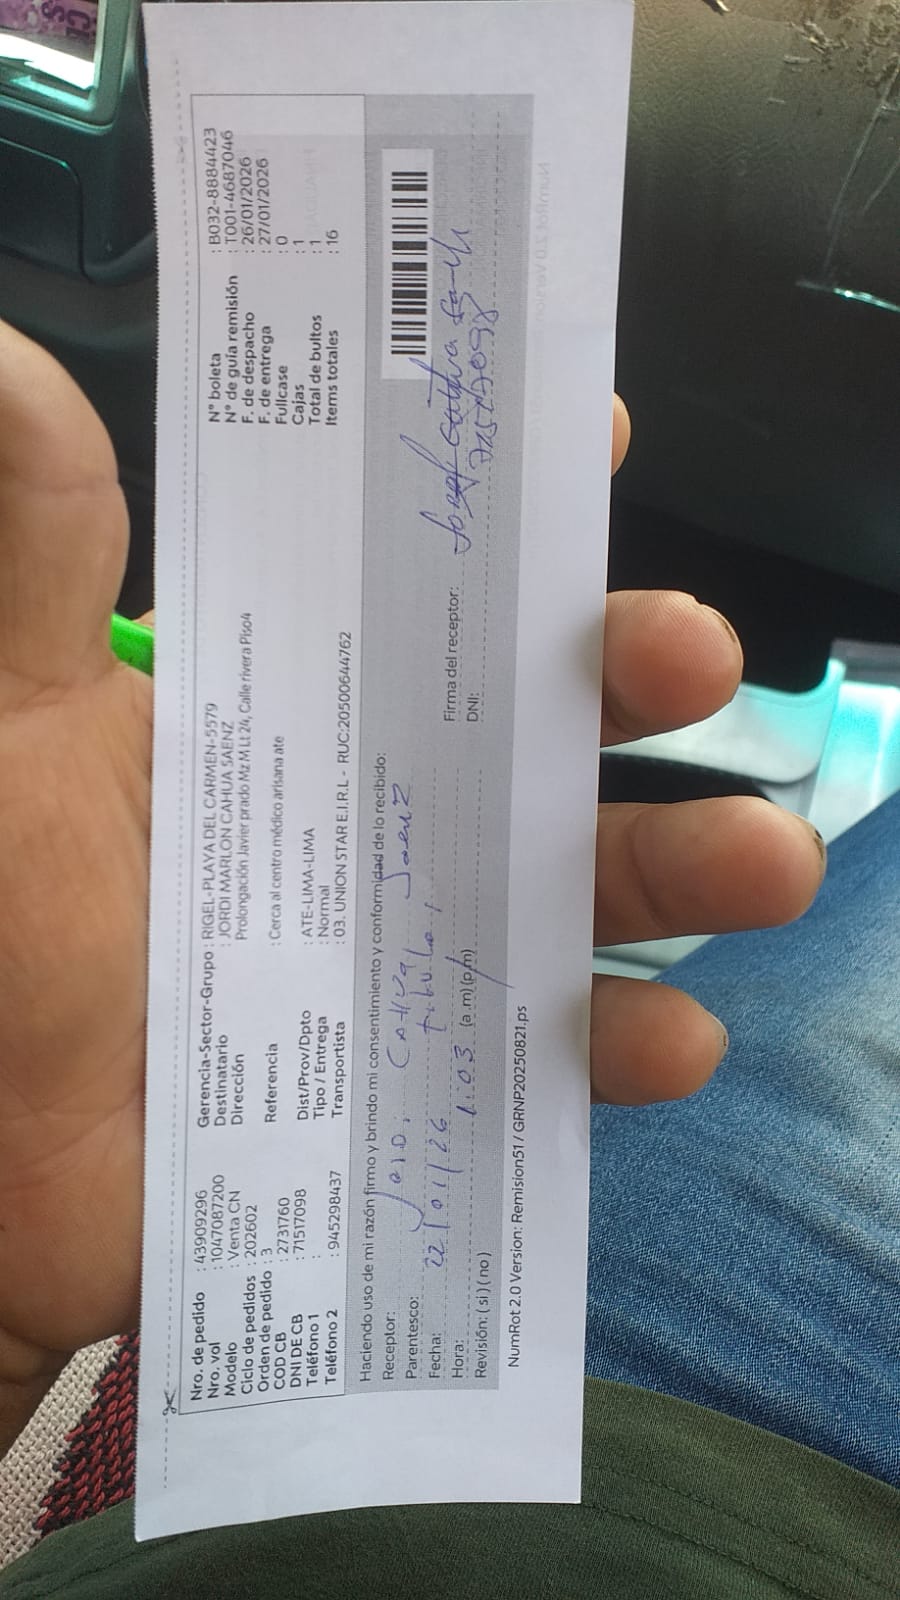 Nro. de pedido : 43909296
Nro. vol : 1047087200
Modelo : Venta CN
Ciclo de pedidos : 202602
Orden de pedido : 3
COD CB : 2731760
DNI DE CB : 71517098
Teléfono 1 :
Teléfono 2 : 945298437
Gerencia-Sector-Grupo : RIGEL-PLAYA DEL CARMEN-5579
Destinatario : JORDI MARLON CAHUA SAENZ
Dirección Prolongación Javier prado Mz M Lt 24, Calle rivera Piso4
Referencia : Cerca al centro médico arisana ate
Dist/Prov/Dpto : ATE-LIMA-LIMA
Tipo / Entrega : Normal
Transportista : 03. UNION STAR E.I.R.L - RUC:20500644762
N° boleta : B032-8884423
N° de guía remisión : T001-4687046
F. de despacho : 26/01/2026
F. de entrega : 27/01/2026
Fullcase : 0
Cajas : 1
Total de bultos : 1
Items totales : 16
Haciendo uso de mi razón firmo y brindo mi consentimiento y conformidad de lo recibido:
Receptor: Cahua Saenz
Parentesco:
Fecha:
Hora: 1:03 (a .m) (p.m)
Revisión: ( si ) ( no )
Firma del receptor:
DNI:
NumRot 2.0 Version : Remision51 / GRNP20250821.ps